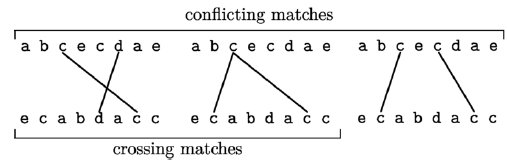 conflicting matches
a b c e c d a e a b c e c d a e a b c e c d a e
e c a b d a c c e c a b d a c c e c a b d a c c
crossing matches